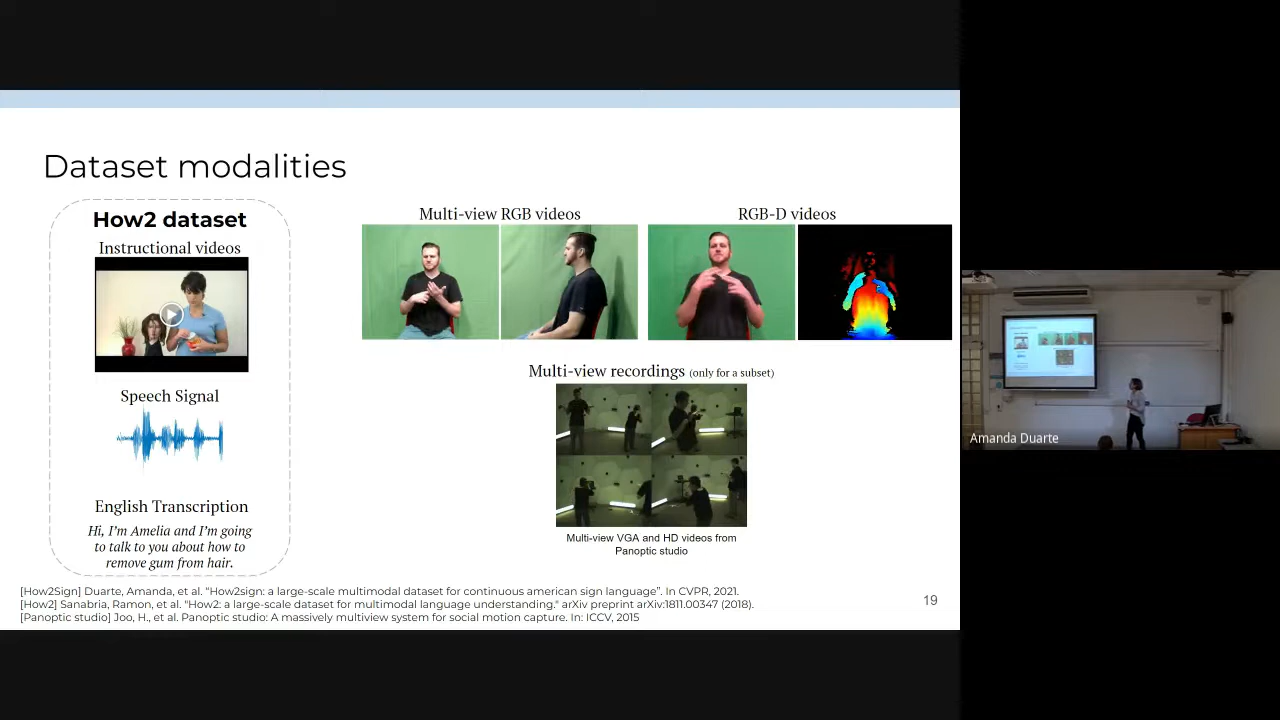 Dataset modalities
How2 dataset
Instructional videos
Speech Signal
English Transcription
Hi, I'm Amelia and I'm going
to talk to you about how to
remove gum from hair.
Multi-view RGB videos
RGB-D videos
Multi-view recordings (only for a subset)
Multi-view VGA and HD videos from
Panoptic studio
[How2Sign] Duarte, Amanda, et al. "How2sign: a large-scale multimodal dataset for continuous american sign language". In CVPR, 2021.
[How2] Sanabria, Ramon, et al. "How2: a large-scale dataset for multimodal language understanding." arXiv preprint arXiv:1811.00347 (2018).
[Panoptic studio] Joo, H., et al. Panoptic studio: A massively multiview system for social motion capture. In: ICCV, 2015
19
Amanda Duarte